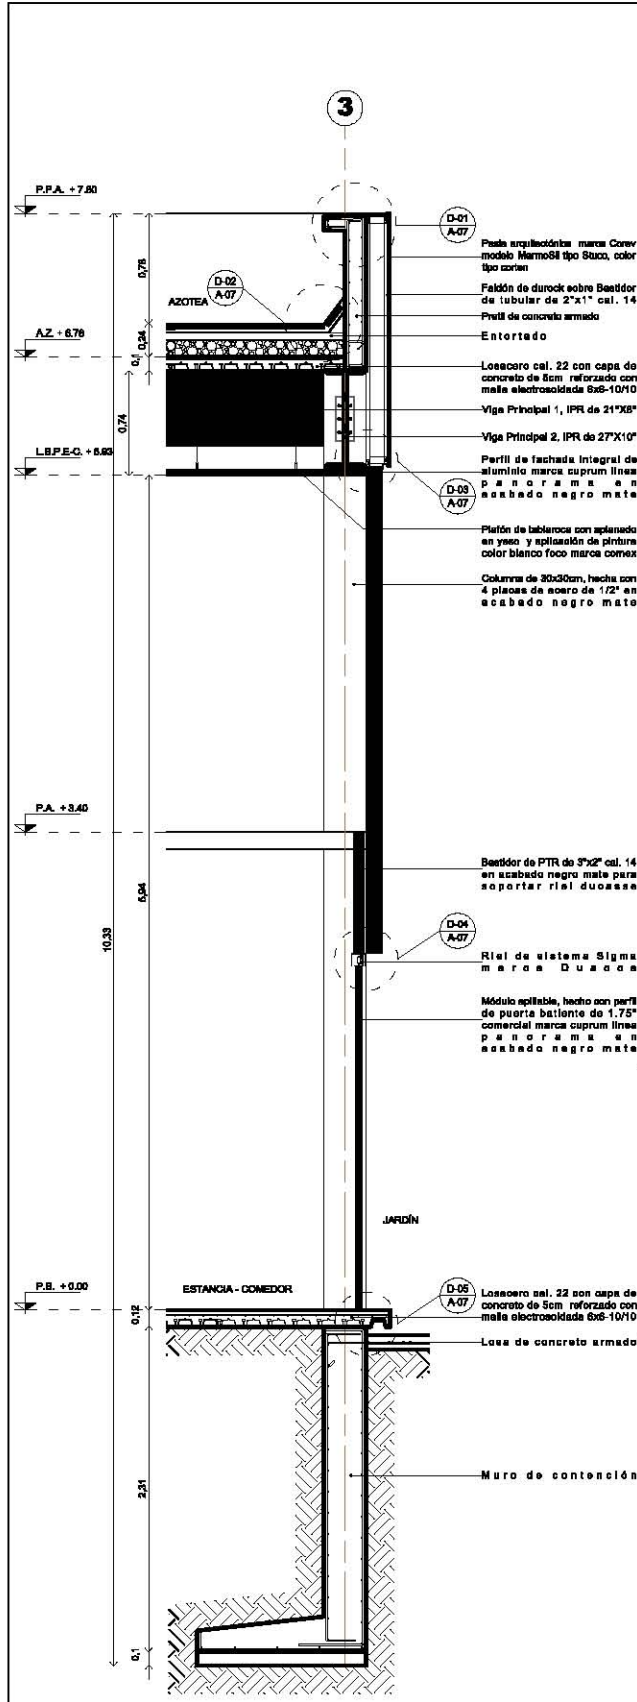 3
P.P.A. +7.80
D-01
A-07
Pasta arquitectónica marca Corev
modelo MarmoSil tipo Stuco, color
tipo corten
0,78
D-02
A-07
AZOTEA
Faldón de durock sobre Bastidor
de tubular de 2"x1" cal. 14
Pretil de concreto armado
0,24
Entortado
A.Z. + 6.78
0,1
Losacero cal. 22 con capa de
concreto de 5cm reforzado con
malla electrosoldada 6x6-10/10
0,74
Viga Principal 1, IPR de 21"X8"
Viga Principal 2, IPR de 27"X10"
L.B.P.E-C. + 5.93
D-03
A-07
Perfil de fachada integral de
aluminio marca cuprum linea
panorama en
acabado negro mate
Plafón de tablaroca con aplanado
en yeso y aplicación de pintura
color blanco foco marca comex
Columna de 30x30cm, hecha con
4 placas de acero de 1/2" en
acabado negro mate
P.A. +3.40
Bastidor de PTR de 3"x2" cal. 14
en acabado negro mate para
soportar riel ducasse
5,94
10,33
D-04
A-07
Riel de sistema Sigma
marca
Módulo apilable, hecho con perfil
de puerta batiente de 1.75"
comercial marca cuprum linea
panorama en
acabado negro mate
JARDÍN
P.B. +0.00
ESTANCIA - COMEDOR
0,12
D-05
A-07
Losacero cal. 22 con capa de
concreto de 5cm reforzado con
malla electrosoldada 6x6-10/10
Losa de concreto armado
2,31
Muro de contención
0,1